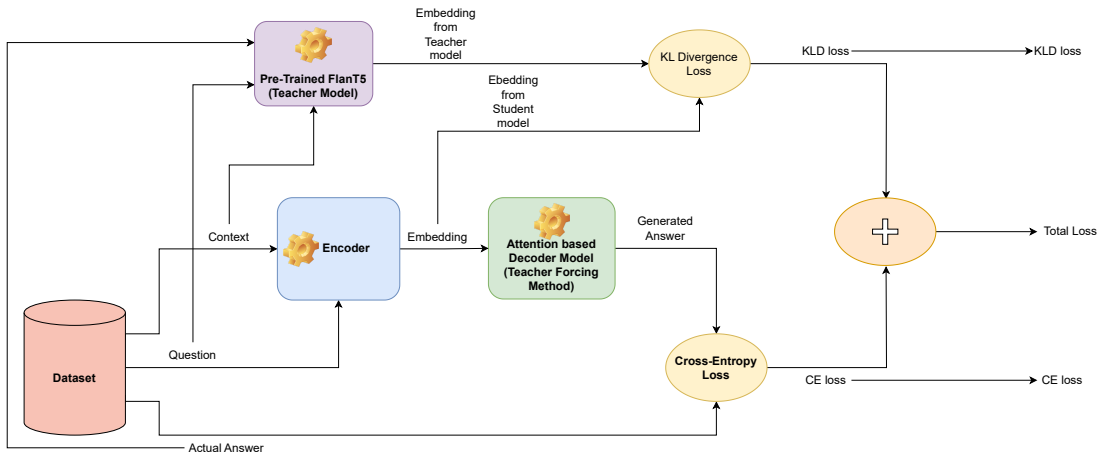 Embedding
from
Teacher
model
Pre-Trained FlanT5
(Teacher Model)
KL Divergence
Loss
KLD loss
KLD loss
Ebedding
from
Student
model
Context
Encoder
Embedding
Attention based
Decoder Model
(Teacher Forcing
Method)
Generated
Answer
Total Loss
Dataset
Question
Cross-Entropy
Loss
CE loss
CE loss
Actual Answer